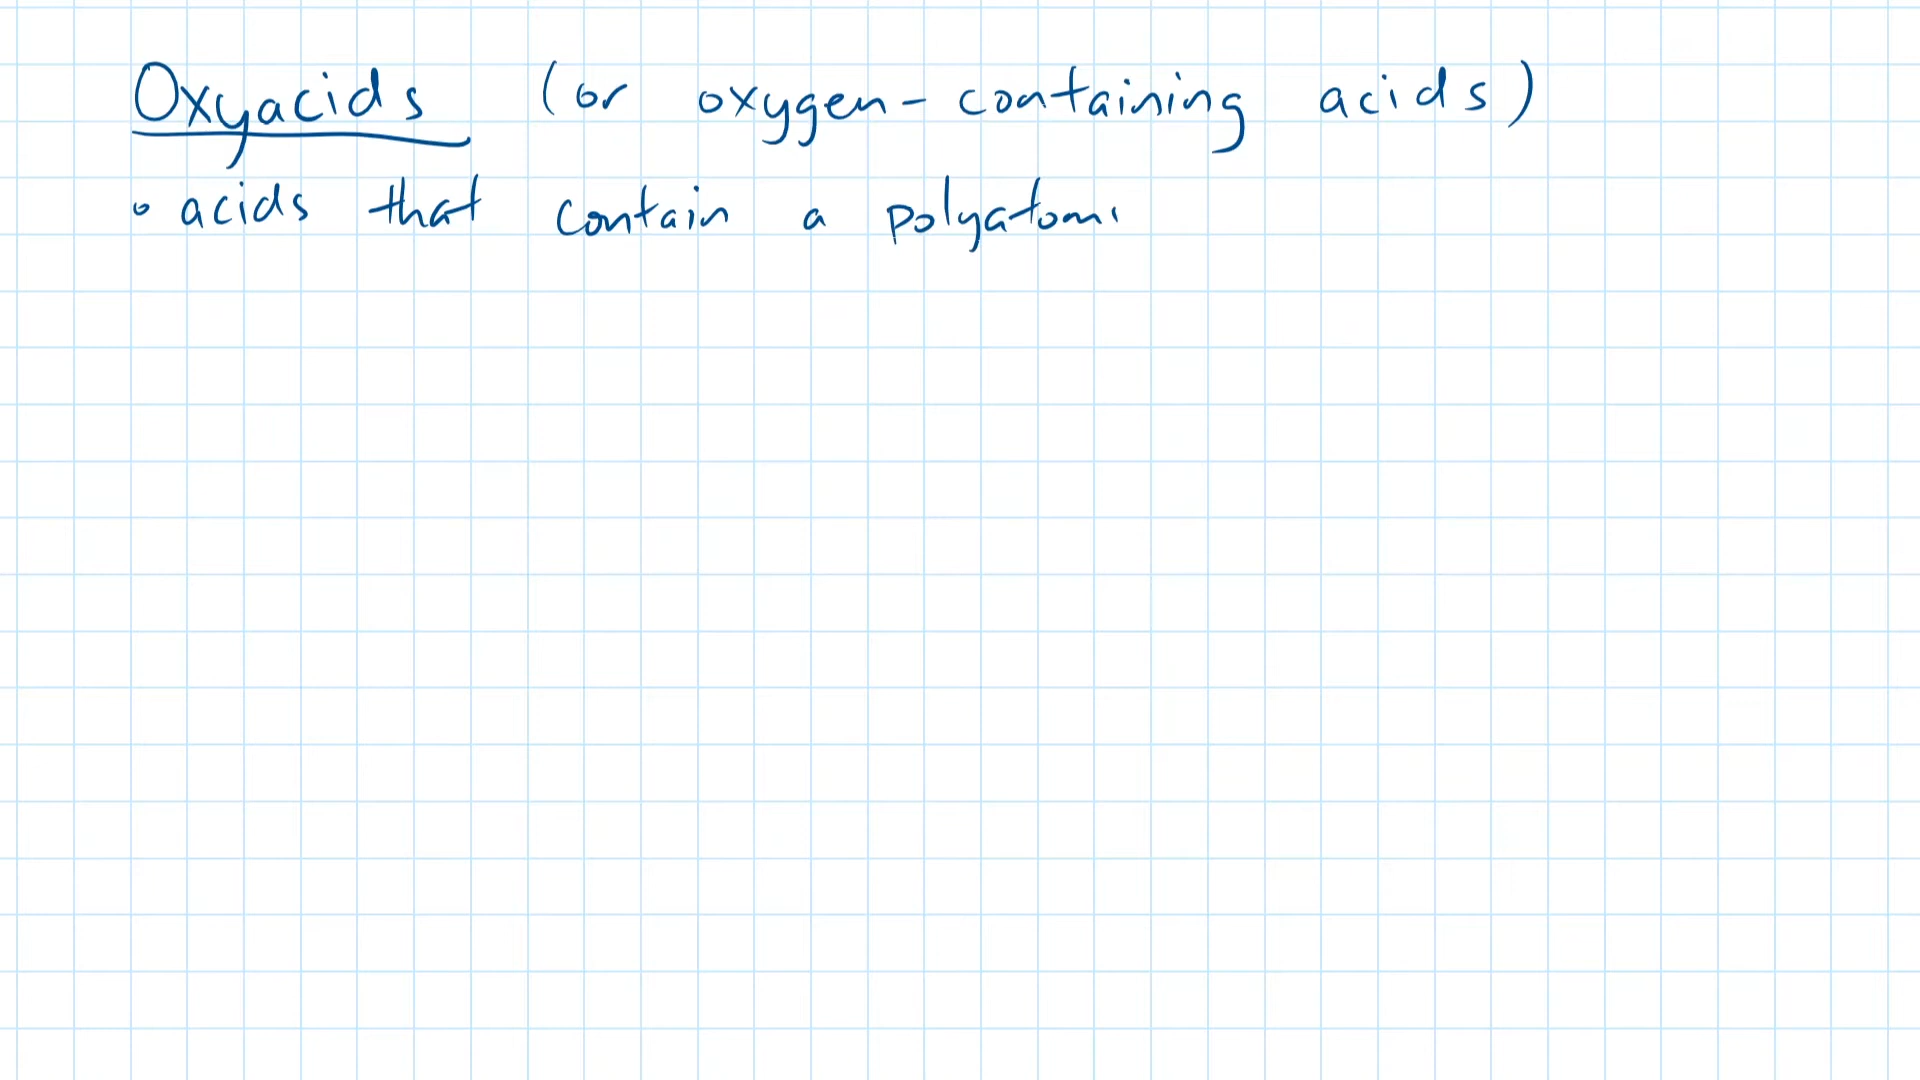 Oxyacids (or oxygen-containing acids)
• acids that contain a polyatomi